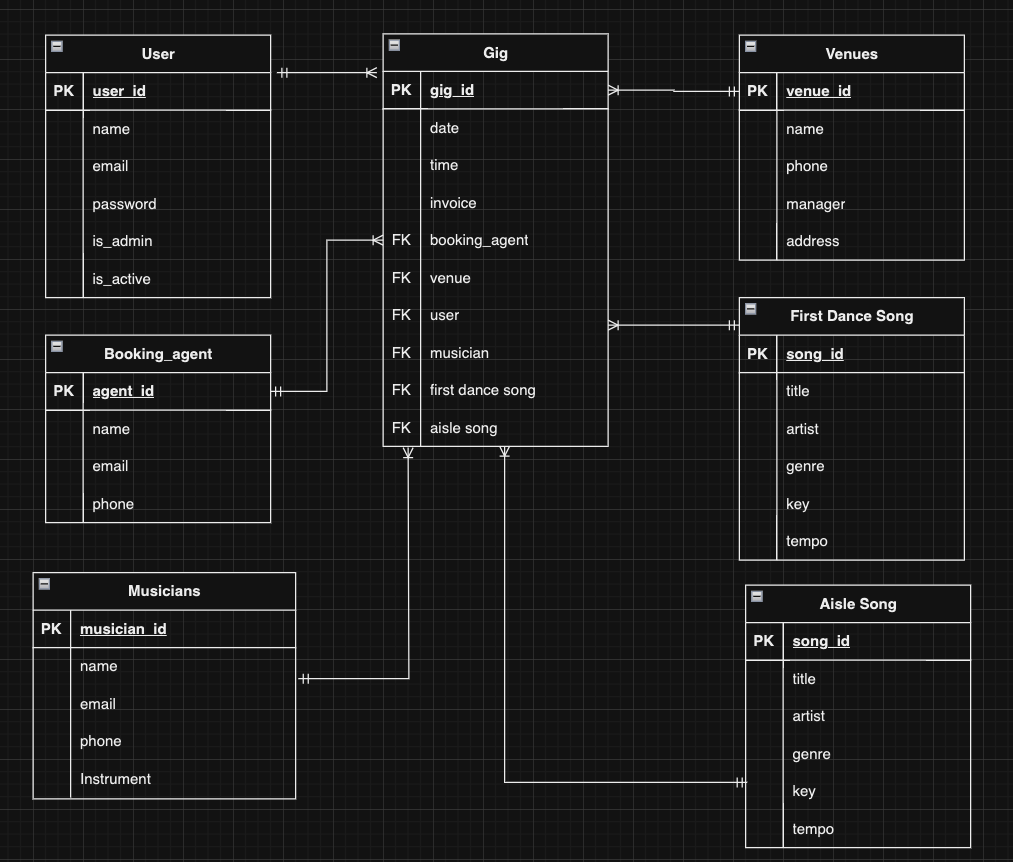 User
PK user_id
name
email
password
is_admin
is_active
Gig
PK gig_id
date
time
invoice
FK booking_agent
FK venue
FK user
FK musician
FK first dance song
FK aisle song
Venues
PK venue_id
name
phone
manager
address
Booking_agent
PK agent_id
name
email
phone
First Dance Song
PK song_id
title
artist
genre
key
tempo
Musicians
PK musician_id
name
email
phone
Instrument
Aisle Song
PK song_id
title
artist
genre
key
tempo